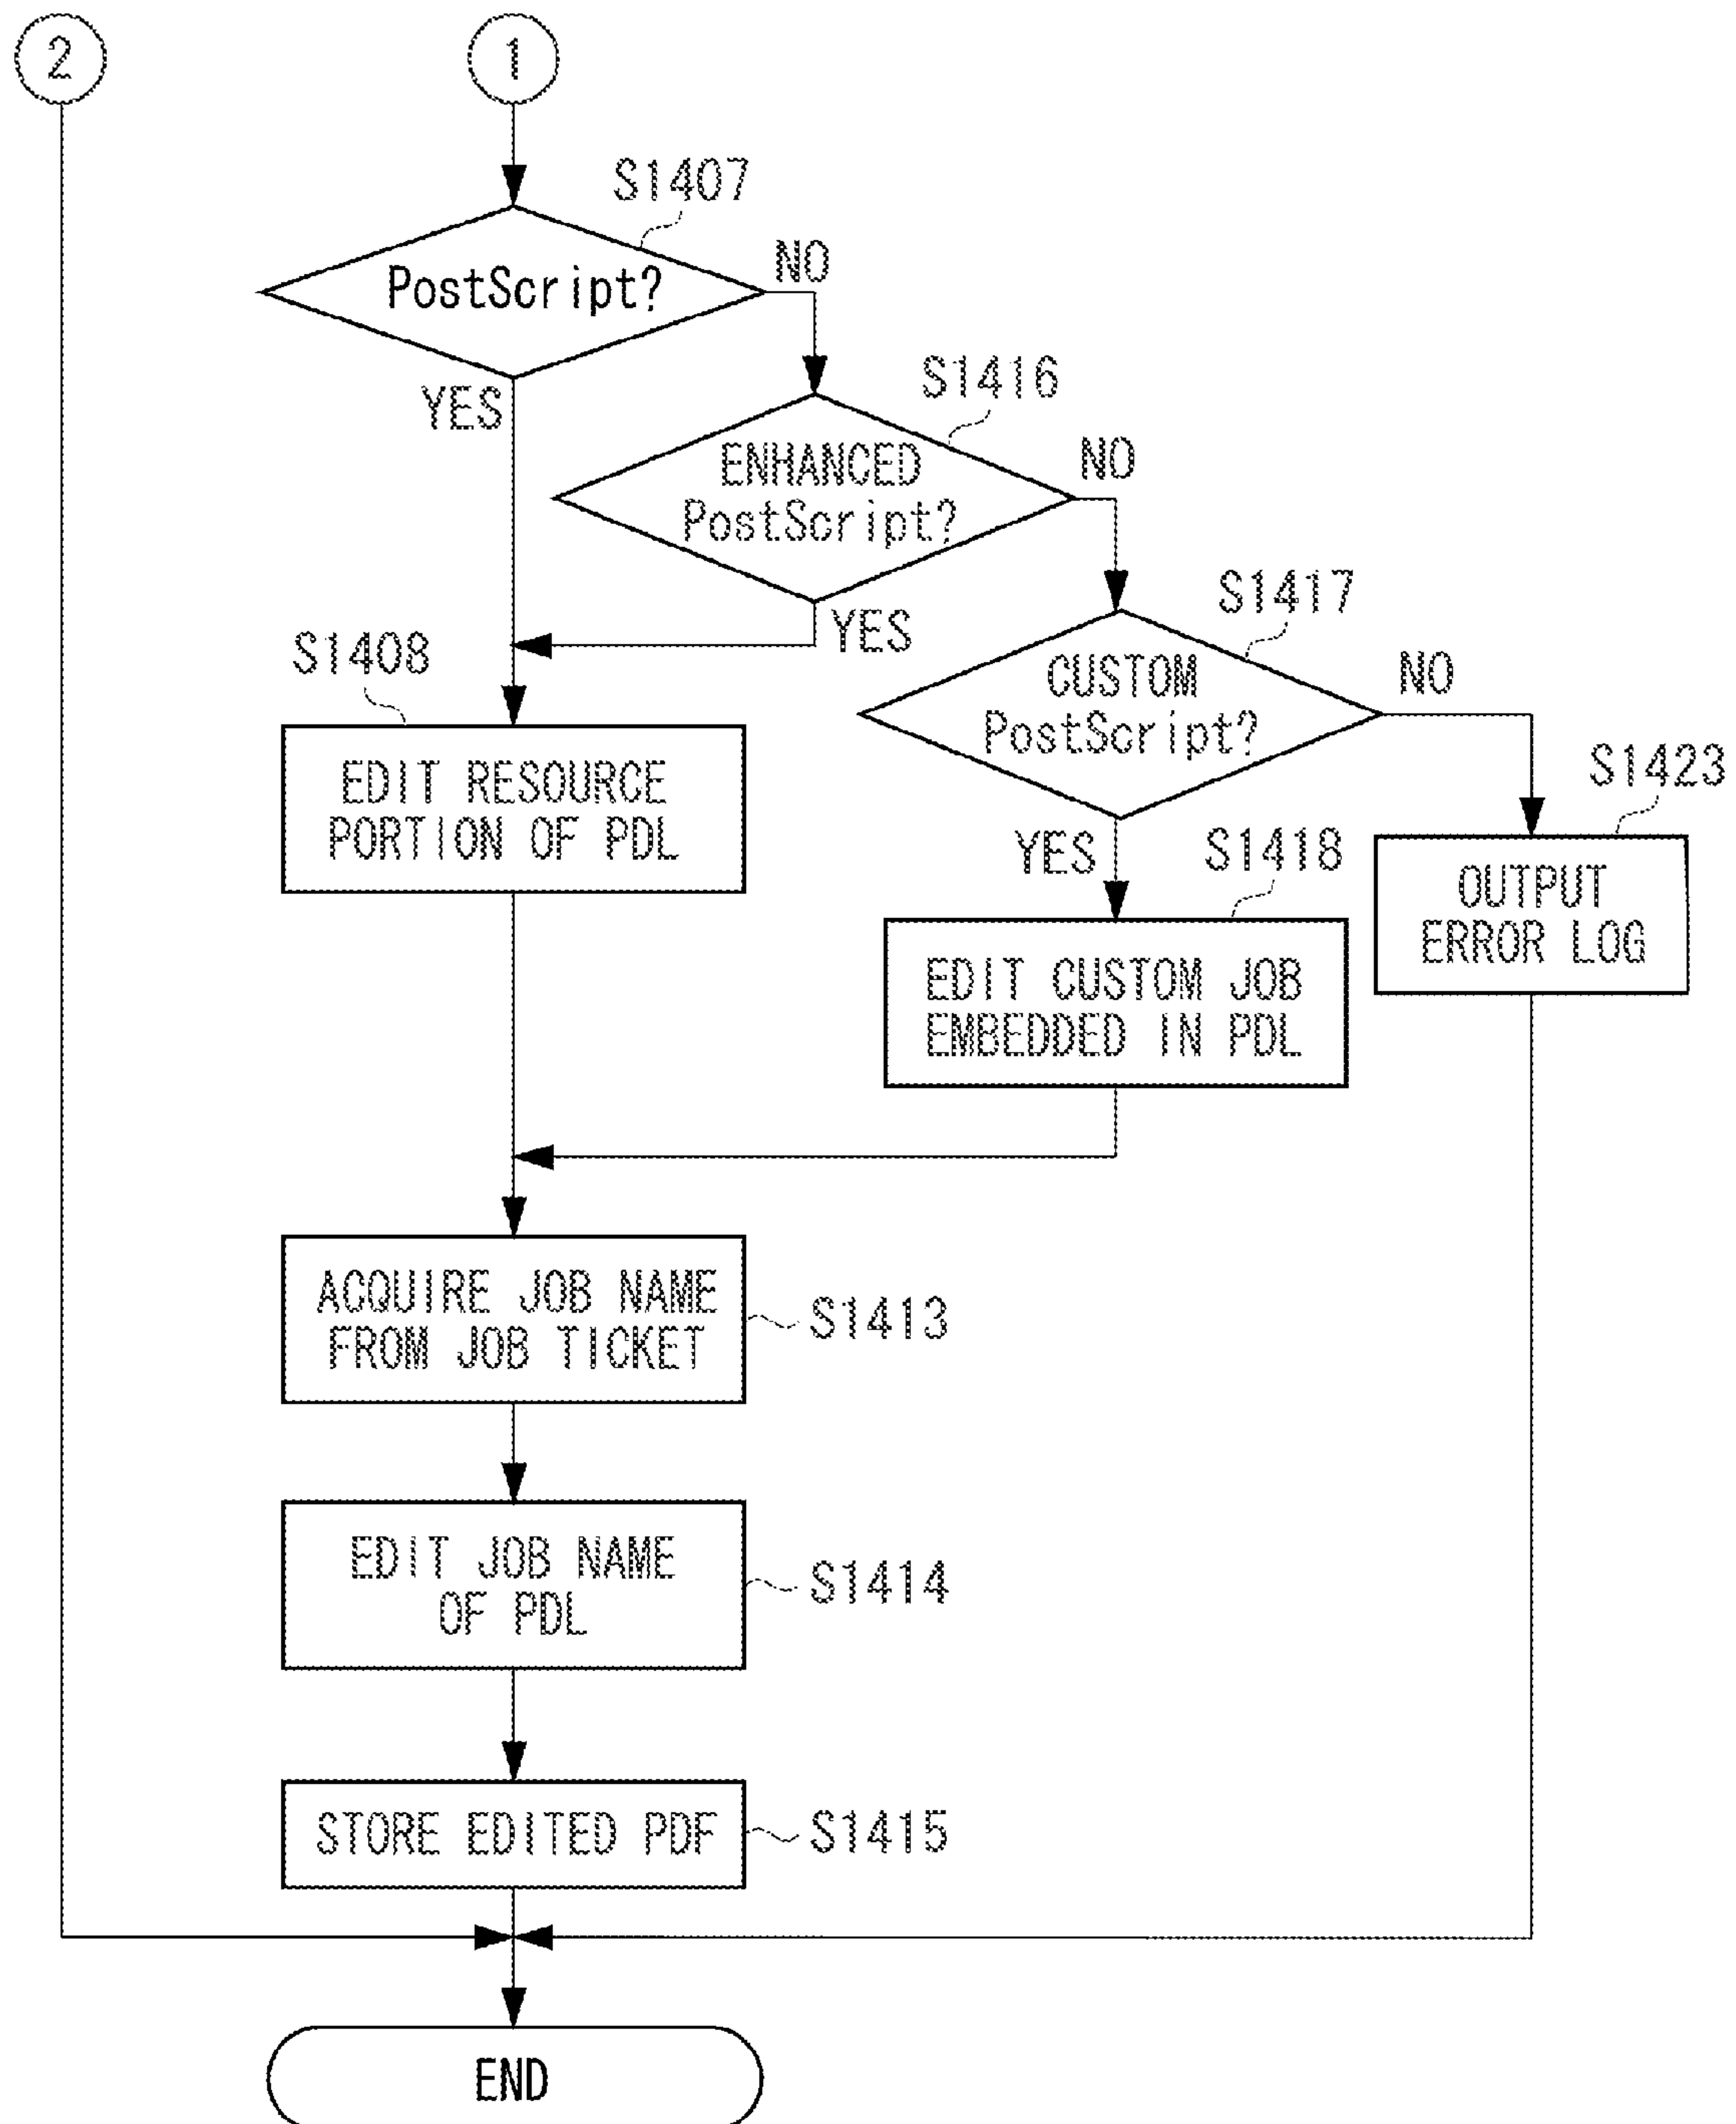 2
1
S1407
PostScript?
NO
YES
S1416
ENHANCED
PostScript?
NO
YES
S1417
CUSTOM
PostScript?
NO
YES
S1408
EDIT RESOURCE
PORTION OF PDL
S1423
OUTPUT
ERROR LOG
S1418
EDIT CUSTOM JOB
EMBEDDED IN PDL
ACQUIRE JOB NAME
FROM JOB TICKET
S1413
EDIT JOB NAME
OF PDL
S1414
STORE EDITED PDF
S1415
END